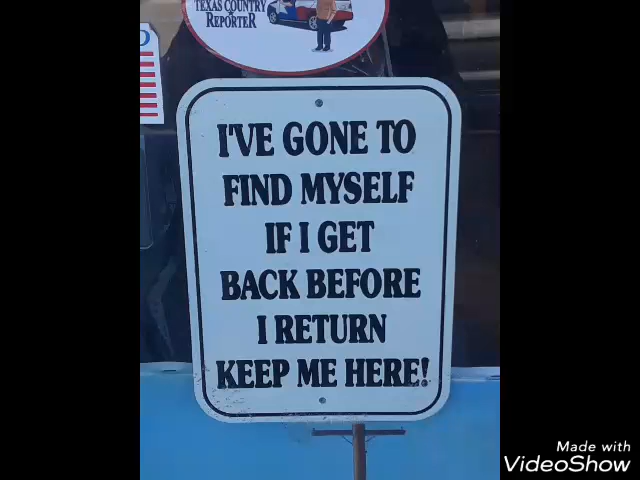 TEXAS COUNTRY
REPORTER
I'VE GONE TO
FIND MYSELF
IF I GET
BACK BEFORE
I RETURN
KEEP ME HERE!
Made with
VideoShow